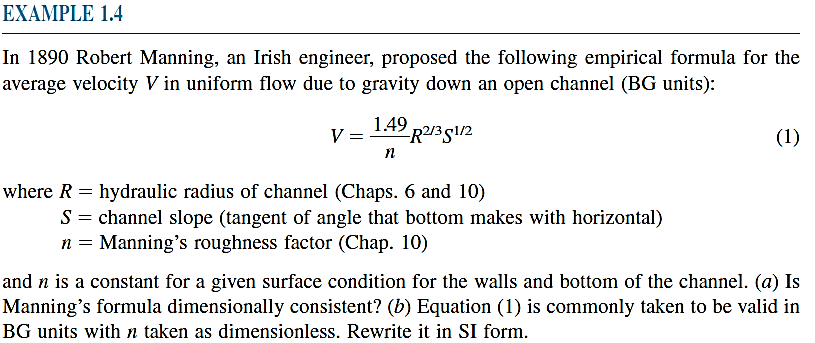 EXAMPLE 1.4
In 1890 Robert Manning, an Irish engineer, proposed the following empirical formula for the
average velocity V in uniform flow due to gravity down an open channel (BG units):
V = 1.49/n R^{2/3}S^{1/2} (1)
where R = hydraulic radius of channel (Chaps. 6 and 10)
S = channel slope (tangent of angle that bottom makes with horizontal)
n = Manning's roughness factor (Chap. 10)
and n is a constant for a given surface condition for the walls and bottom of the channel. (a) Is
Manning's formula dimensionally consistent? (b) Equation (1) is commonly taken to be valid in
BG units with n taken as dimensionless. Rewrite it in SI form.